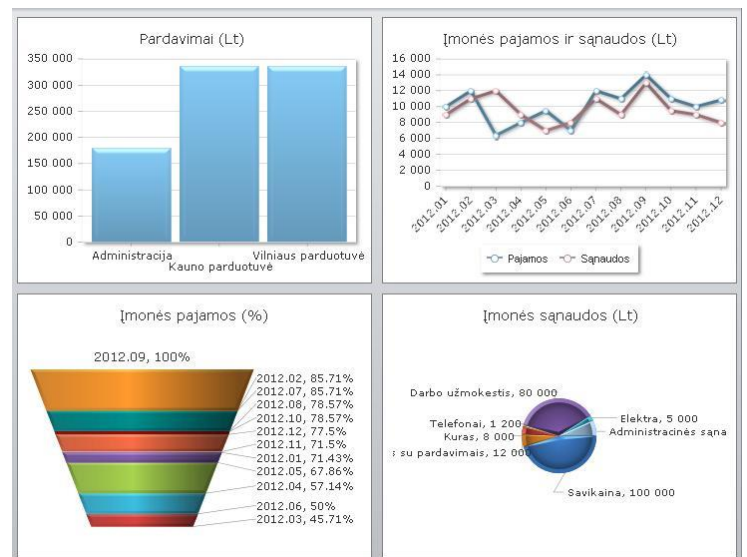 Pardavimai (Lt)
350 000
300 000
250 000
200 000
150 000
100 000
50 000
0
Administracija
Kauno parduotuvė
Vilniaus parduotuvė
Įmonės pajamos ir sąnaudos (Lt)
16 000
14 000
12 000
10 000
8 000
6 000
4 000
2 000
0
2012.01
2012.02
2012.03
2012.04
2012.05
2012.06
2012.07
2012.08
2012.09
2012.10
2012.11
2012.12
Pajamos
Sąnaudos
Įmonės pajamos (%)
2012.09, 100%
2012.02, 85.71%
2012.07, 85.71%
2012.08, 78.57%
2012.10, 78.57%
2012.12, 77.5%
2012.11, 71.5%
2012.01, 71.43%
2012.05, 67.86%
2012.04, 57.14%
2012.06, 50%
2012.03, 45.71%
Įmonės sąnaudos (Lt)
Darbo užmokestis, 80 000
Telefonai, 1 200
Kuras, 8 000
s su pardavimais, 12 000
Elektra, 5 000
Administracinės sąna
Savikaina, 100 000